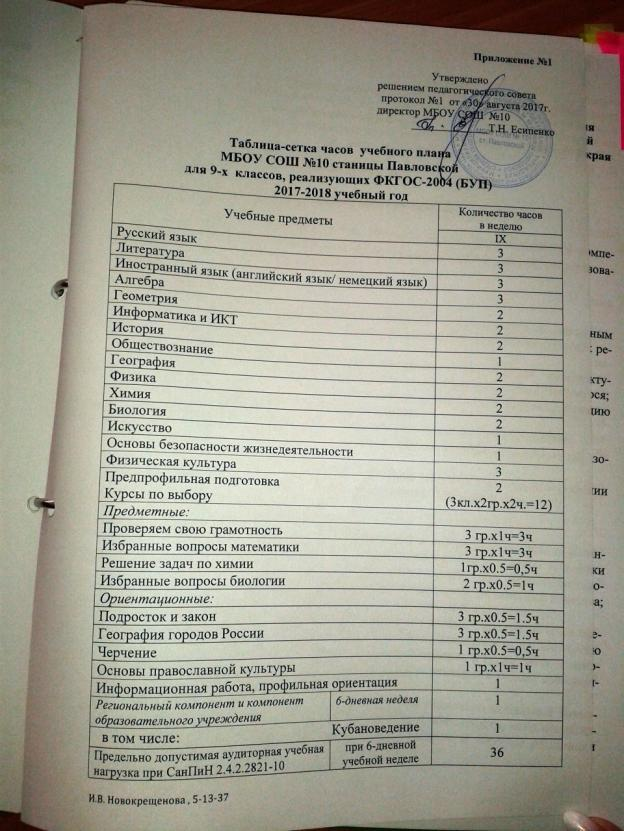 Приложение №1
Утверждено
решением педагогического совета
протокол №1 от «30» августа 2017г.
директор МБОУ СОШ №10
Т.Н. Есипенко
Таблица-сетка часов учебного плана
МБОУ СОШ №10 станицы Павловской
для 9-х классов, реализующих ФКГОС-2004 (БУП)
2017-2018 учебный год
Учебные предметы
Количество часов
в неделю
IX
Русский язык 3
Литература 3
Иностранный язык (английский язык/ немецкий язык) 3
Алгебра 3
Геометрия 2
Информатика и ИКТ 2
История 2
Обществознание 1
География 2
Физика 2
Химия 2
Биология 2
Искусство 1
Основы безопасности жизнедеятельности 1
Физическая культура 3
Предпрофильная подготовка 2
Курсы по выбору (3кл.х2гр.х2ч.=12)
Предметные:
Проверяем свою грамотность 3 гр.х1ч=3ч
Избранные вопросы математики 3 гр.х1ч=3ч
Решение задач по химии 1гр.х0.5=0,5ч
Избранные вопросы биологии 2 гр.х0.5=1ч
Ориентационные:
Подросток и закон 3 гр.х0.5=1.5ч
География городов России 3 гр.х0.5=1.5ч
Черчение 1 гр.х0.5=0,5ч
Основы православной культуры 1 гр.х1ч=1ч
Информационная работа, профильная ориентация 1
Региональный компонент и компонент 6-дневная неделя 1
образовательного учреждения
в том числе: Кубановедение 1
Предельно допустимая аудиторная учебная при 6-дневной 36
нагрузка при СанПиН 2.4.2.2821-10 учебной неделе
И.В. Новокрещенова , 5-13-37